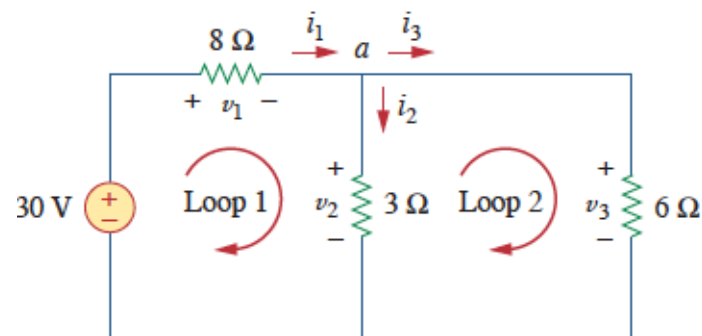 8 Ω i₁ a i₃
+ v₁ − i₂
30 V + − Loop 1 + v₂ − 3 Ω Loop 2 + v₃ − 6 Ω